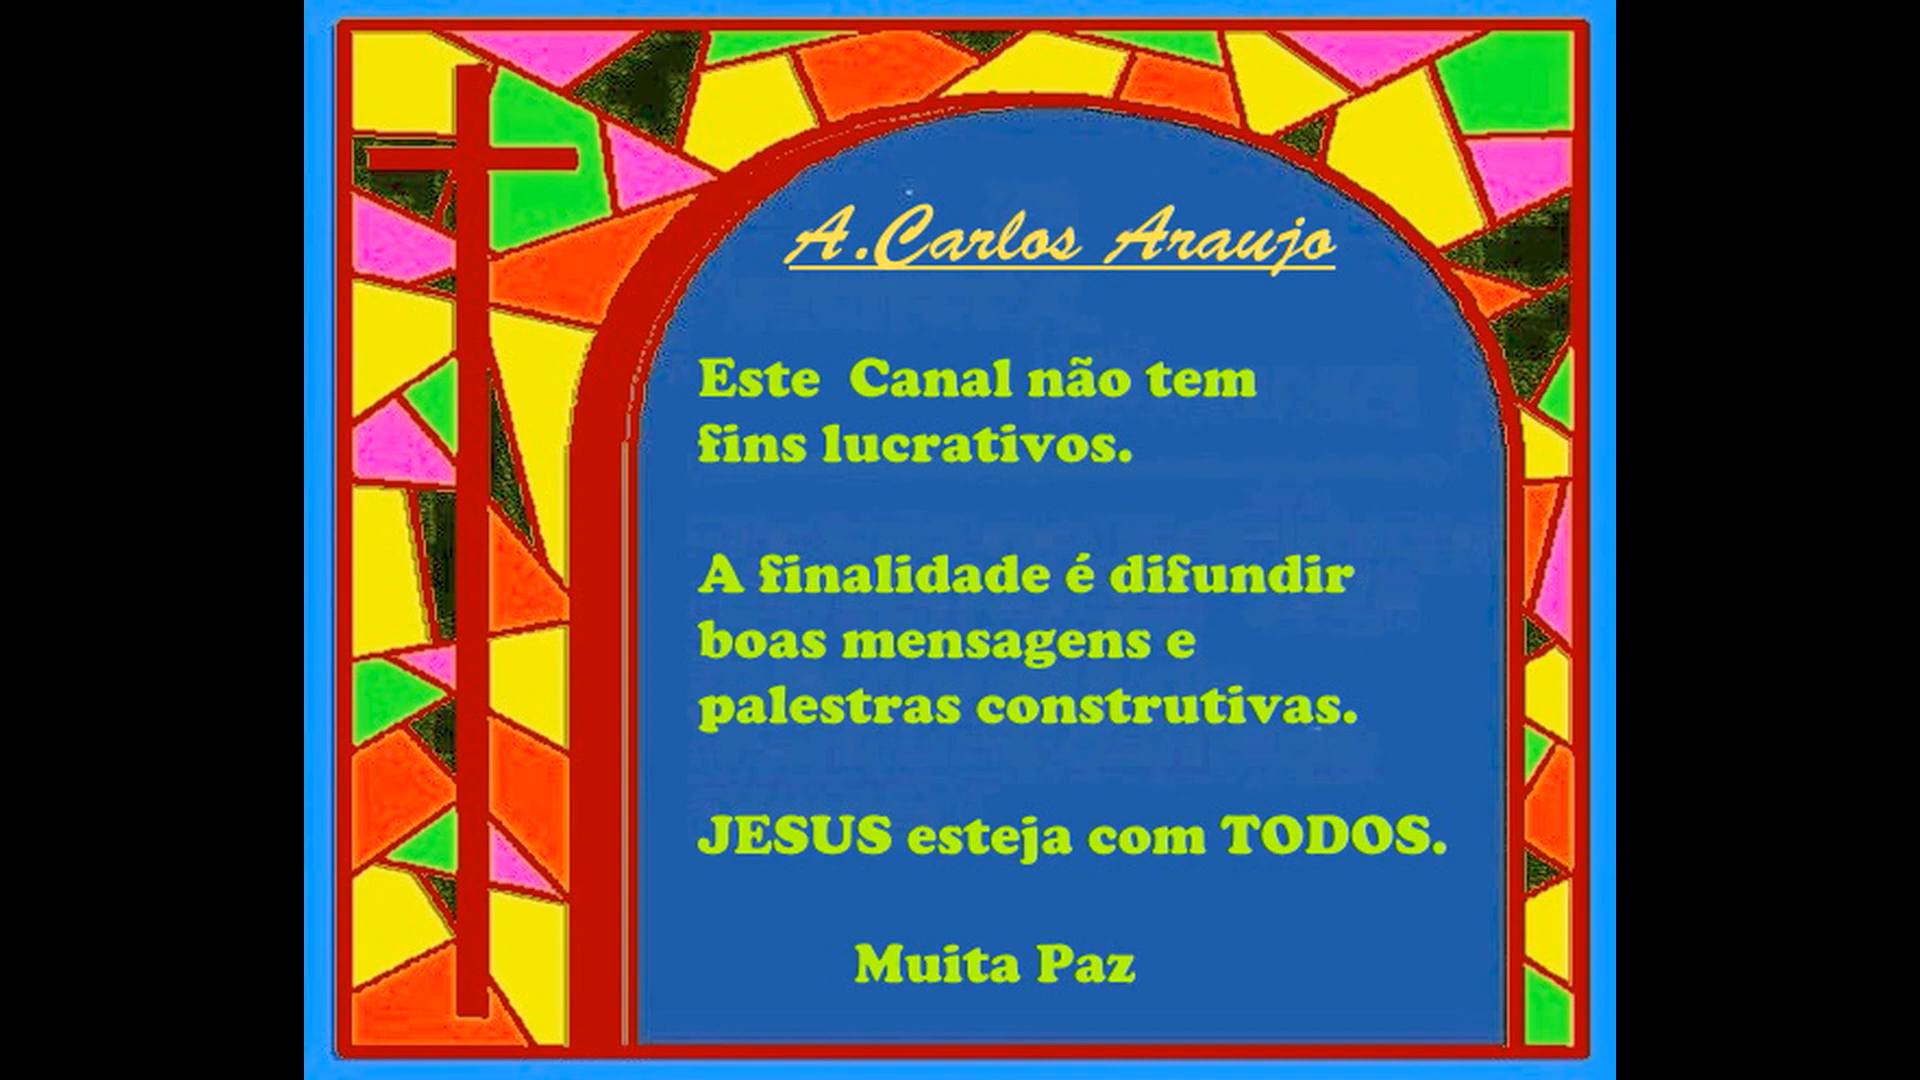 A.Carlos Araujo
Este Canal não tem
fins lucrativos.
A finalidade é difundir
boas mensagens e
palestras construtivas.
JESUS esteja com TODOS.
Muita Paz